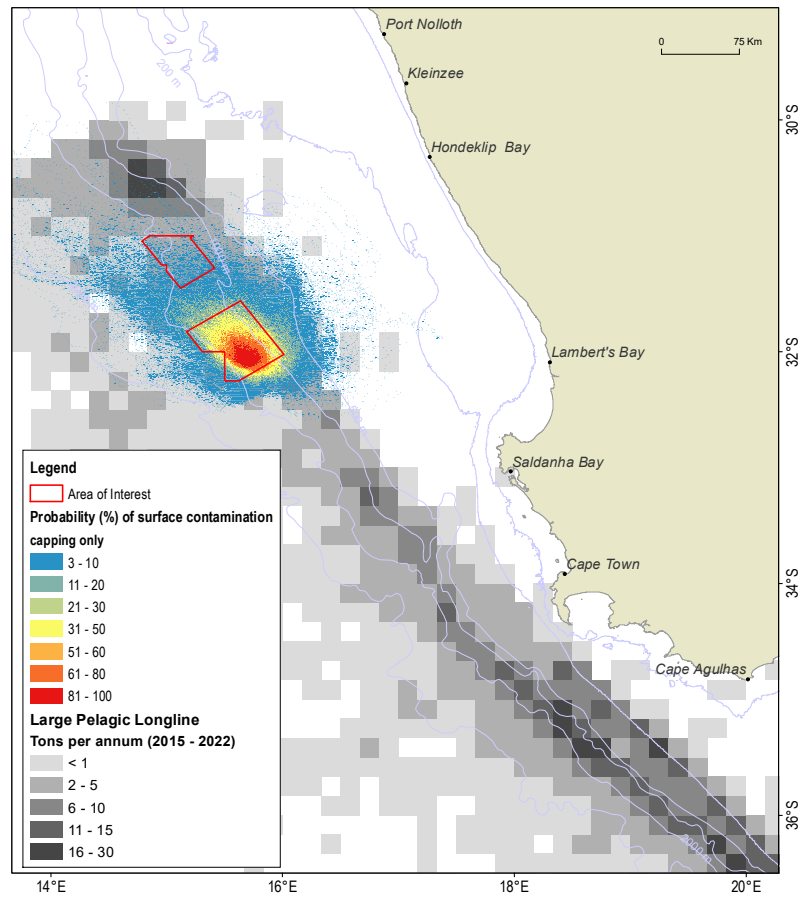 Port Nolloth
0 75 Km
200 m
Kleinzee
30°S
Hondeklip Bay
32°S
Lambert's Bay
Saldanha Bay
Legend
Area of Interest
Probability (%) of surface contamination
capping only
3 - 10
11 - 20
21 - 30
31 - 50
51 - 60
61 - 80
81 - 100
Large Pelagic Longline
Tons per annum (2015 - 2022)
< 1
2 - 5
6 - 10
11 - 15
16 - 30
Cape Town
34°S
Cape Agulhas
36°S
2000 m
14°E 16°E 18°E 20°E